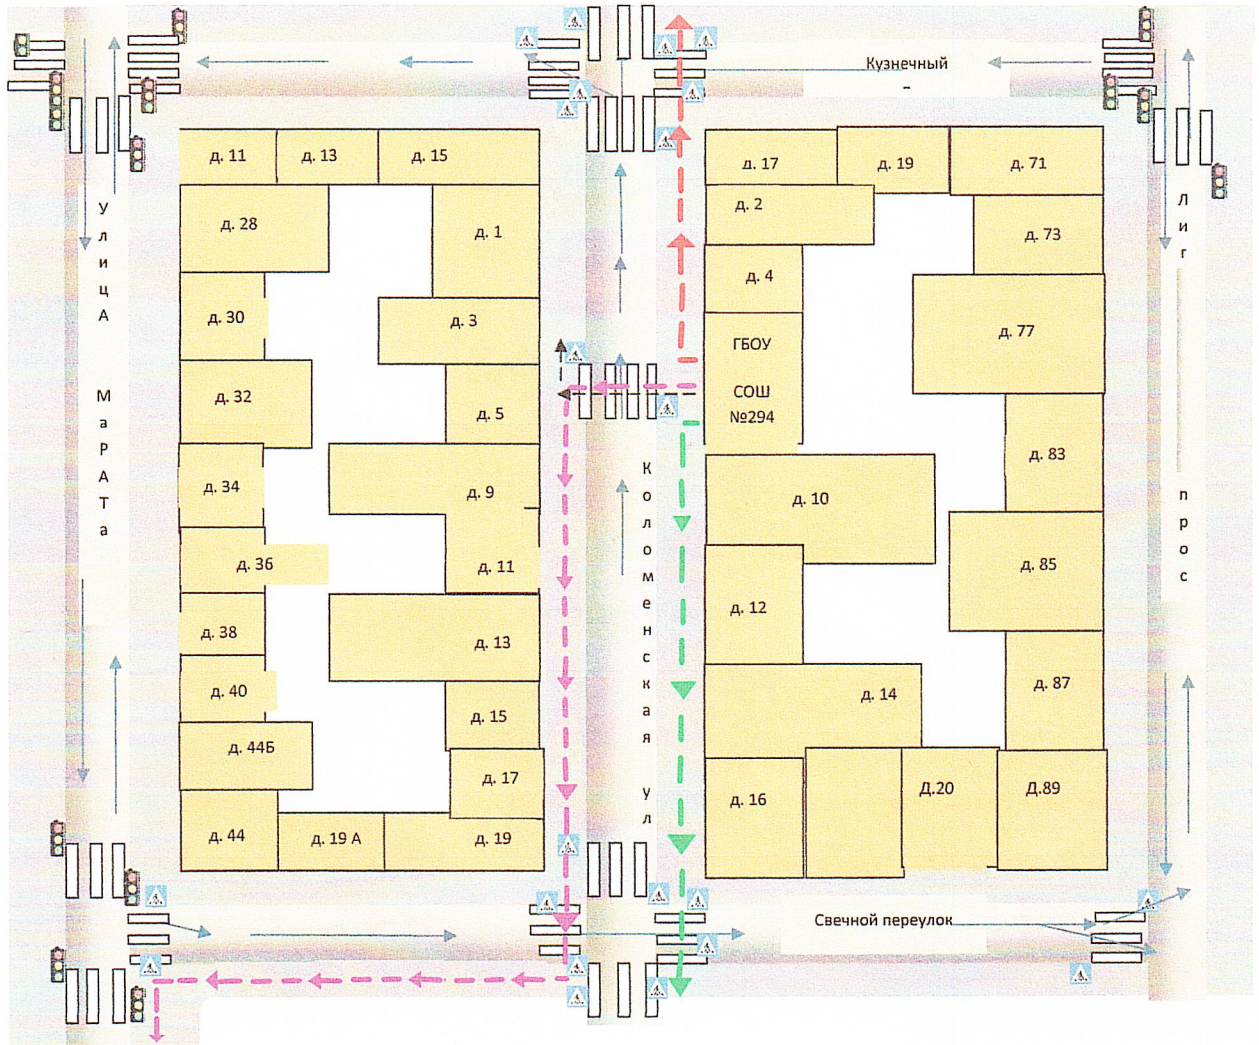 Кузнечный
д. 11
д. 13
д. 15
д. 17
д. 19
д. 71
д. 28
д. 1
д. 2
д. 73
д. 4
д. 30
д. 3
ГБОУ
СОШ
№294
д. 77
д. 32
д. 5
д. 83
д. 34
д. 9
д. 10
д. 36
д. 11
д. 85
д. 38
д. 13
д. 12
д. 40
д. 15
д. 14
д. 87
д. 44Б
д. 17
д. 16
Д.20
Д.89
д. 44
д. 19 А
д. 19
УлицА МаРАТа
Коломенская ул
Лиг прос
Свечной переулок